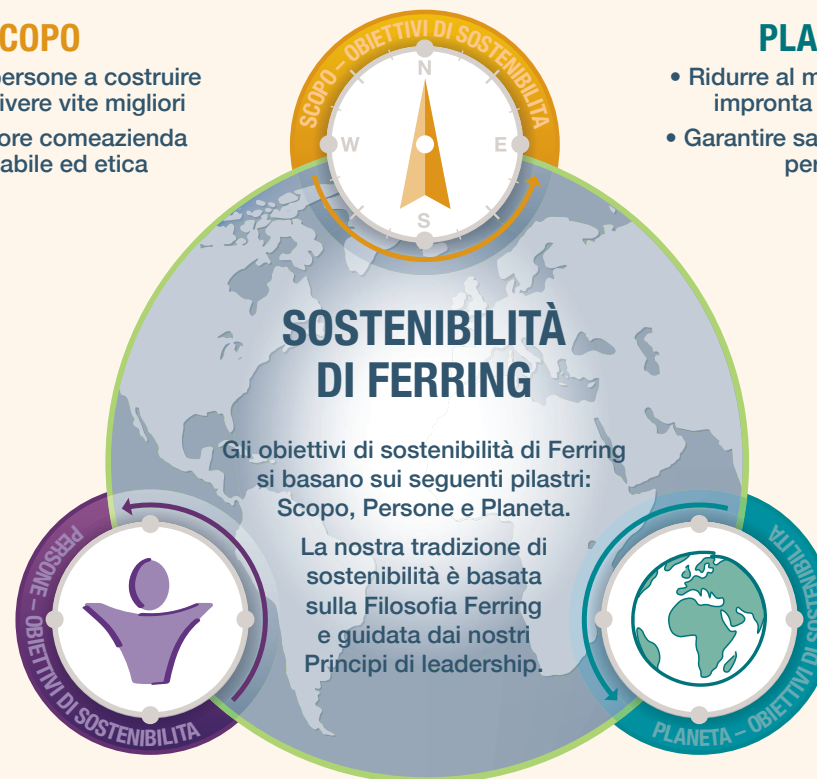 COPO
persone a costruire
ivere vite migliori
ore comeazienda
abile ed etica
SCOPO – OBIETTIVI DI SOSTENIBILITÀ
N
W
E
S
PLA
• Ridurre al m
impronta
• Garantire sa
per
SOSTENIBILITÀ
DI FERRING
Gli obiettivi di sostenibilità di Ferring
si basano sui seguenti pilastri:
Scopo, Persone e Planeta.
La nostra tradizione di
sostenibilità è basata
sulla Filosofia Ferring
e guidata dai nostri
Principi di leadership.
PERSONE – OBIETTIVI DI SOSTENIBILITÀ
PLANETA – OBIETTIVI DI SOSTENIBILITÀ